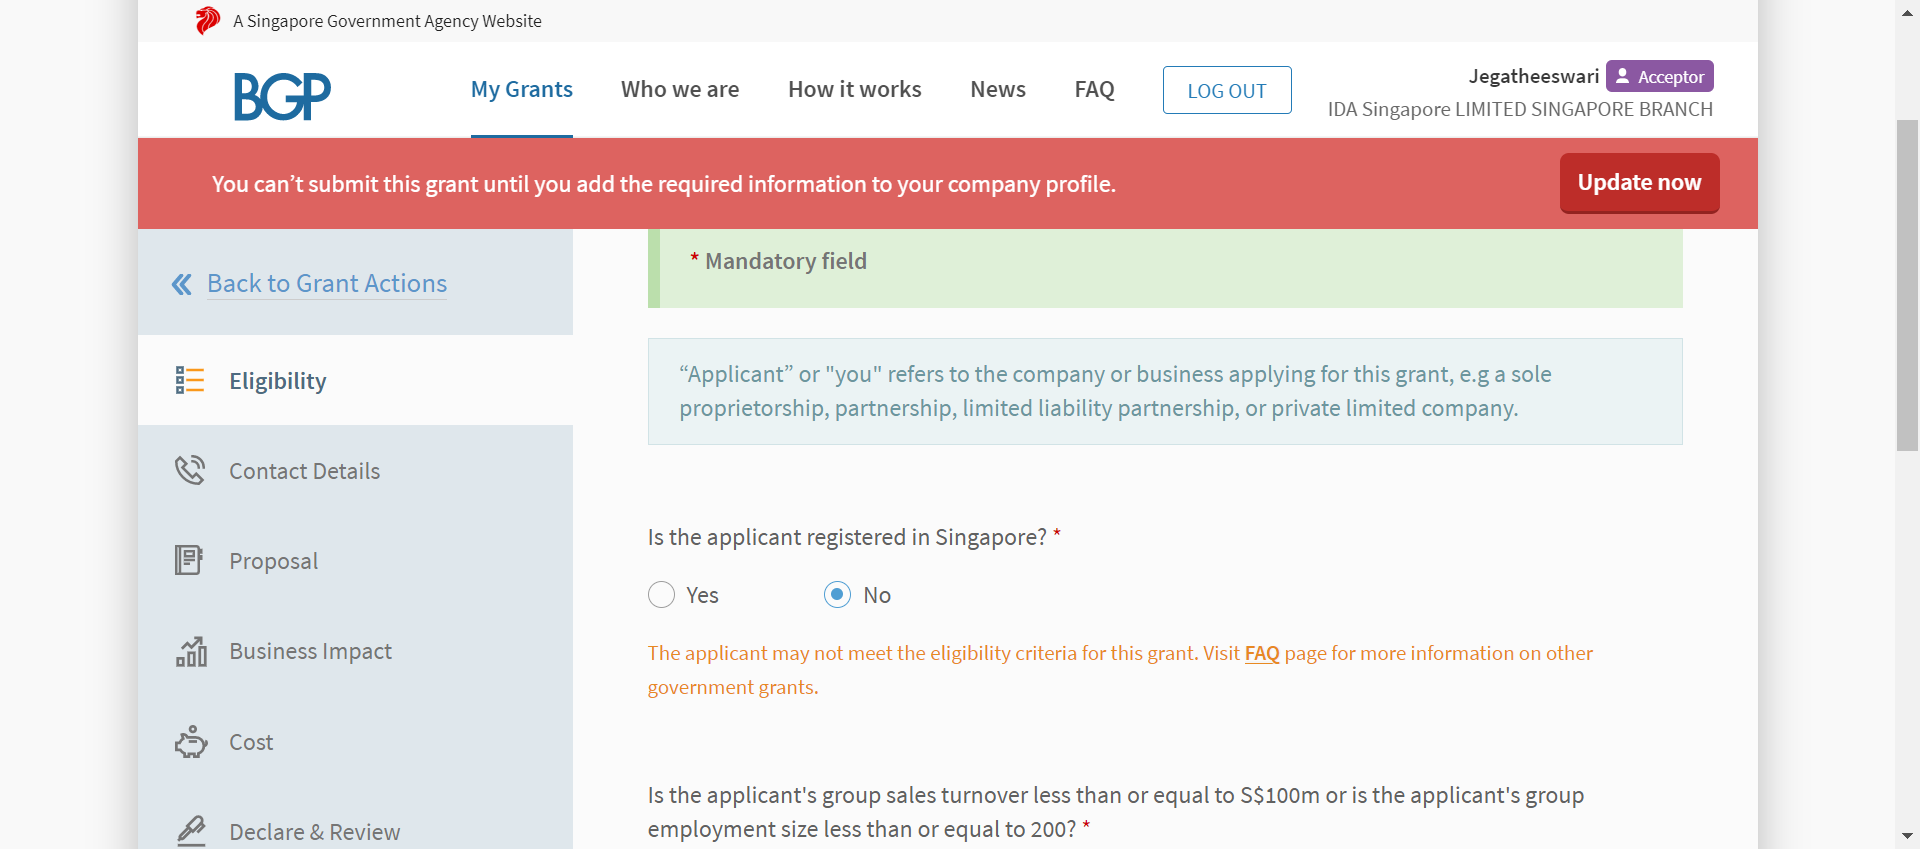 A Singapore Government Agency Website
BGP
My Grants
Who we are
How it works
News
FAQ
LOG OUT
Jegatheeswari
Acceptor
IDA Singapore LIMITED SINGAPORE BRANCH
You can’t submit this grant until you add the required information to your company profile.
Update now
Back to Grant Actions
Eligibility
Contact Details
Proposal
Business Impact
Cost
Declare & Review
* Mandatory field
“Applicant” or "you" refers to the company or business applying for this grant, e.g a sole
proprietorship, partnership, limited liability partnership, or private limited company.
Is the applicant registered in Singapore? *
Yes
No
The applicant may not meet the eligibility criteria for this grant. Visit FAQ page for more information on other
government grants.
Is the applicant's group sales turnover less than or equal to S$100m or is the applicant's group
employment size less than or equal to 200? *